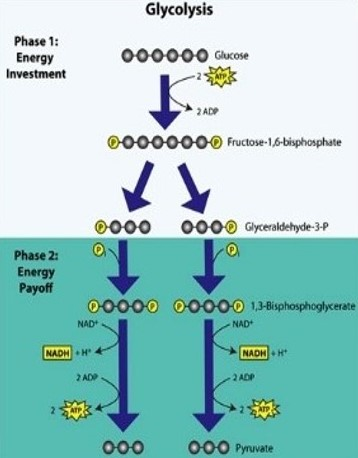 Glycolysis
Phase 1:
Energy
Investment
Glucose
2 ATP
2 ADP
P P Fructose-1,6-bisphosphate
P P Glyceraldehyde-3-P
Phase 2:
Energy
Payoff
P P
P P P P 1,3-Bisphosphoglycerate
NAD+ NAD+
NADH + H+ NADH + H+
2 ADP 2 ADP
2 ATP 2 ATP
Pyruvate